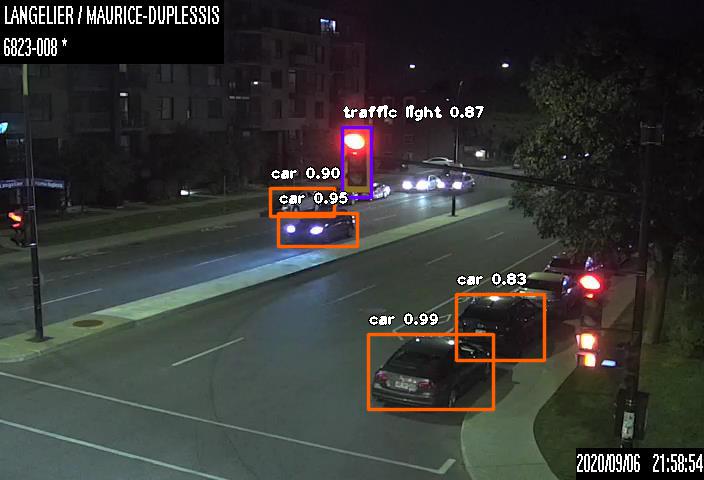 LANGELIER / MAURICE-DUPLESSIS
6823-008 *
traffic light 0.87
car 0.90
car 0.95
car 0.83
car 0.99
2020/09/06 21:58:54